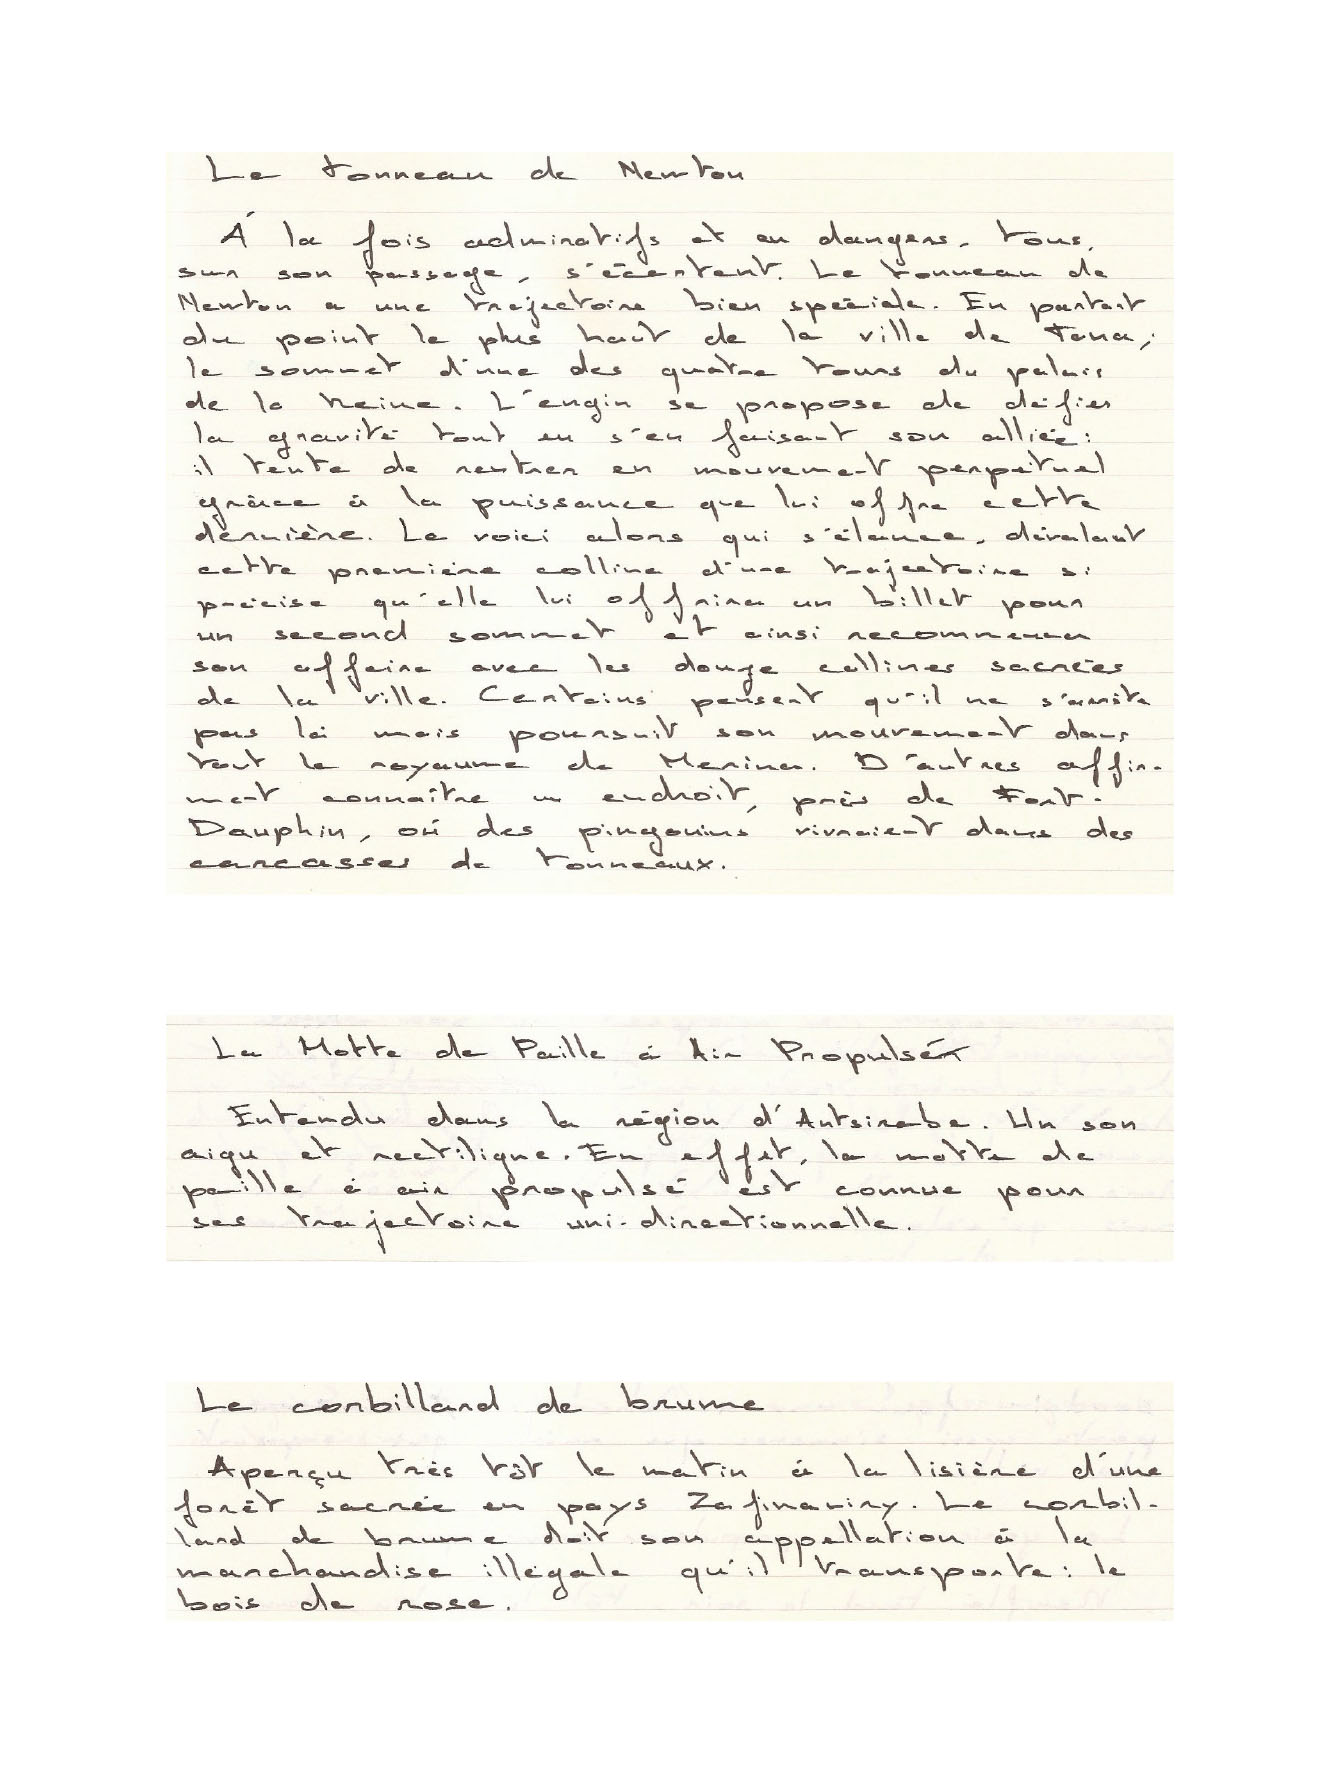 Le tonneau de Newton
À la fois admiratifs et en dangers, tous,
sur son passage, s'écartent. Le tonneau de
Newton a une trajectoire bien spéciale. En partant
du point le plus haut de la ville de Tana,
le sommet d'une des quatre tours du palais
de la Reine. L'engin se propose de défier
la gravité tout en s'en faisant son alliée:
il tente de rentrer en mouvement perpétuel
grâce à la puissance que lui offre cette
dernière. Le voici alors qui s'élance, dévalant
cette première colline d'une trajectoire si
précise qu'elle lui offrira un billet pour
un second sommet et ainsi recommencer
son affaire avec les douze collines sacrées
de la ville. Certains pensent qu'il ne s'arrête
pas là mais poursuit son mouvement dans
tout le royaume de Merina. D'autres affir-
ment connaître un endroit, près de Fort-
Dauphin, où des pingouins vivraient dans des
carcasses de tonneaux.
La Motte de Paille à Air Propulsé
Entendu dans la région d'Antsirabe. Un son
aigu et rectiligne. En effet, la motte de
paille à air propulsé est connue pour
ses trajectoire uni-directionnelle.
Le corbillard de brume
Aperçu très tôt le matin à la lisière d'une
forêt sacrée en pays Zafimaniry. Le corbil-
lard de brume doit son appellation à la
marchandise illégale qu'il transporte: le
bois de rose.